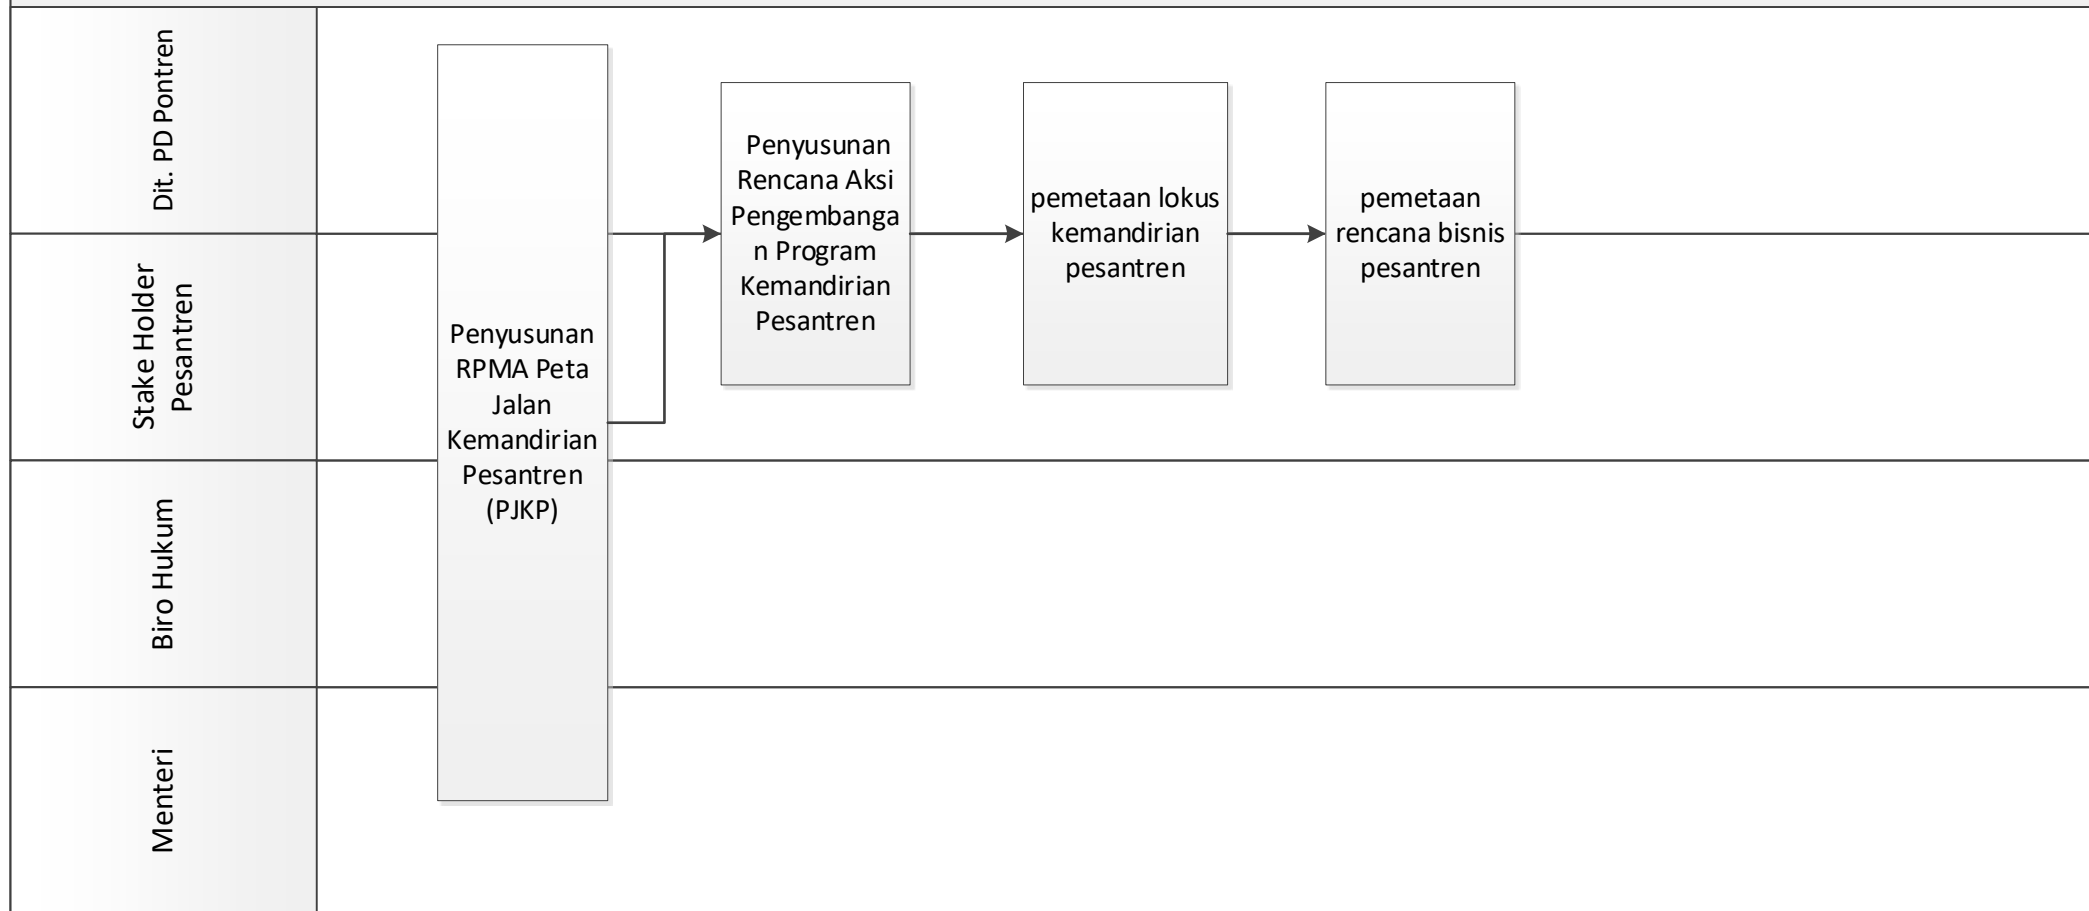 Dit. PD Pontren
Stake Holder
Pesantren
Biro Hukum
Menteri
Penyusunan
RPMA Peta
Jalan
Kemandirian
Pesantren
(PJKP)
Penyusunan
Rencana Aksi
Pengembanga
n Program
Kemandirian
Pesantren
pemetaan lokus
kemandirian
pesantren
pemetaan
rencana bisnis
pesantren